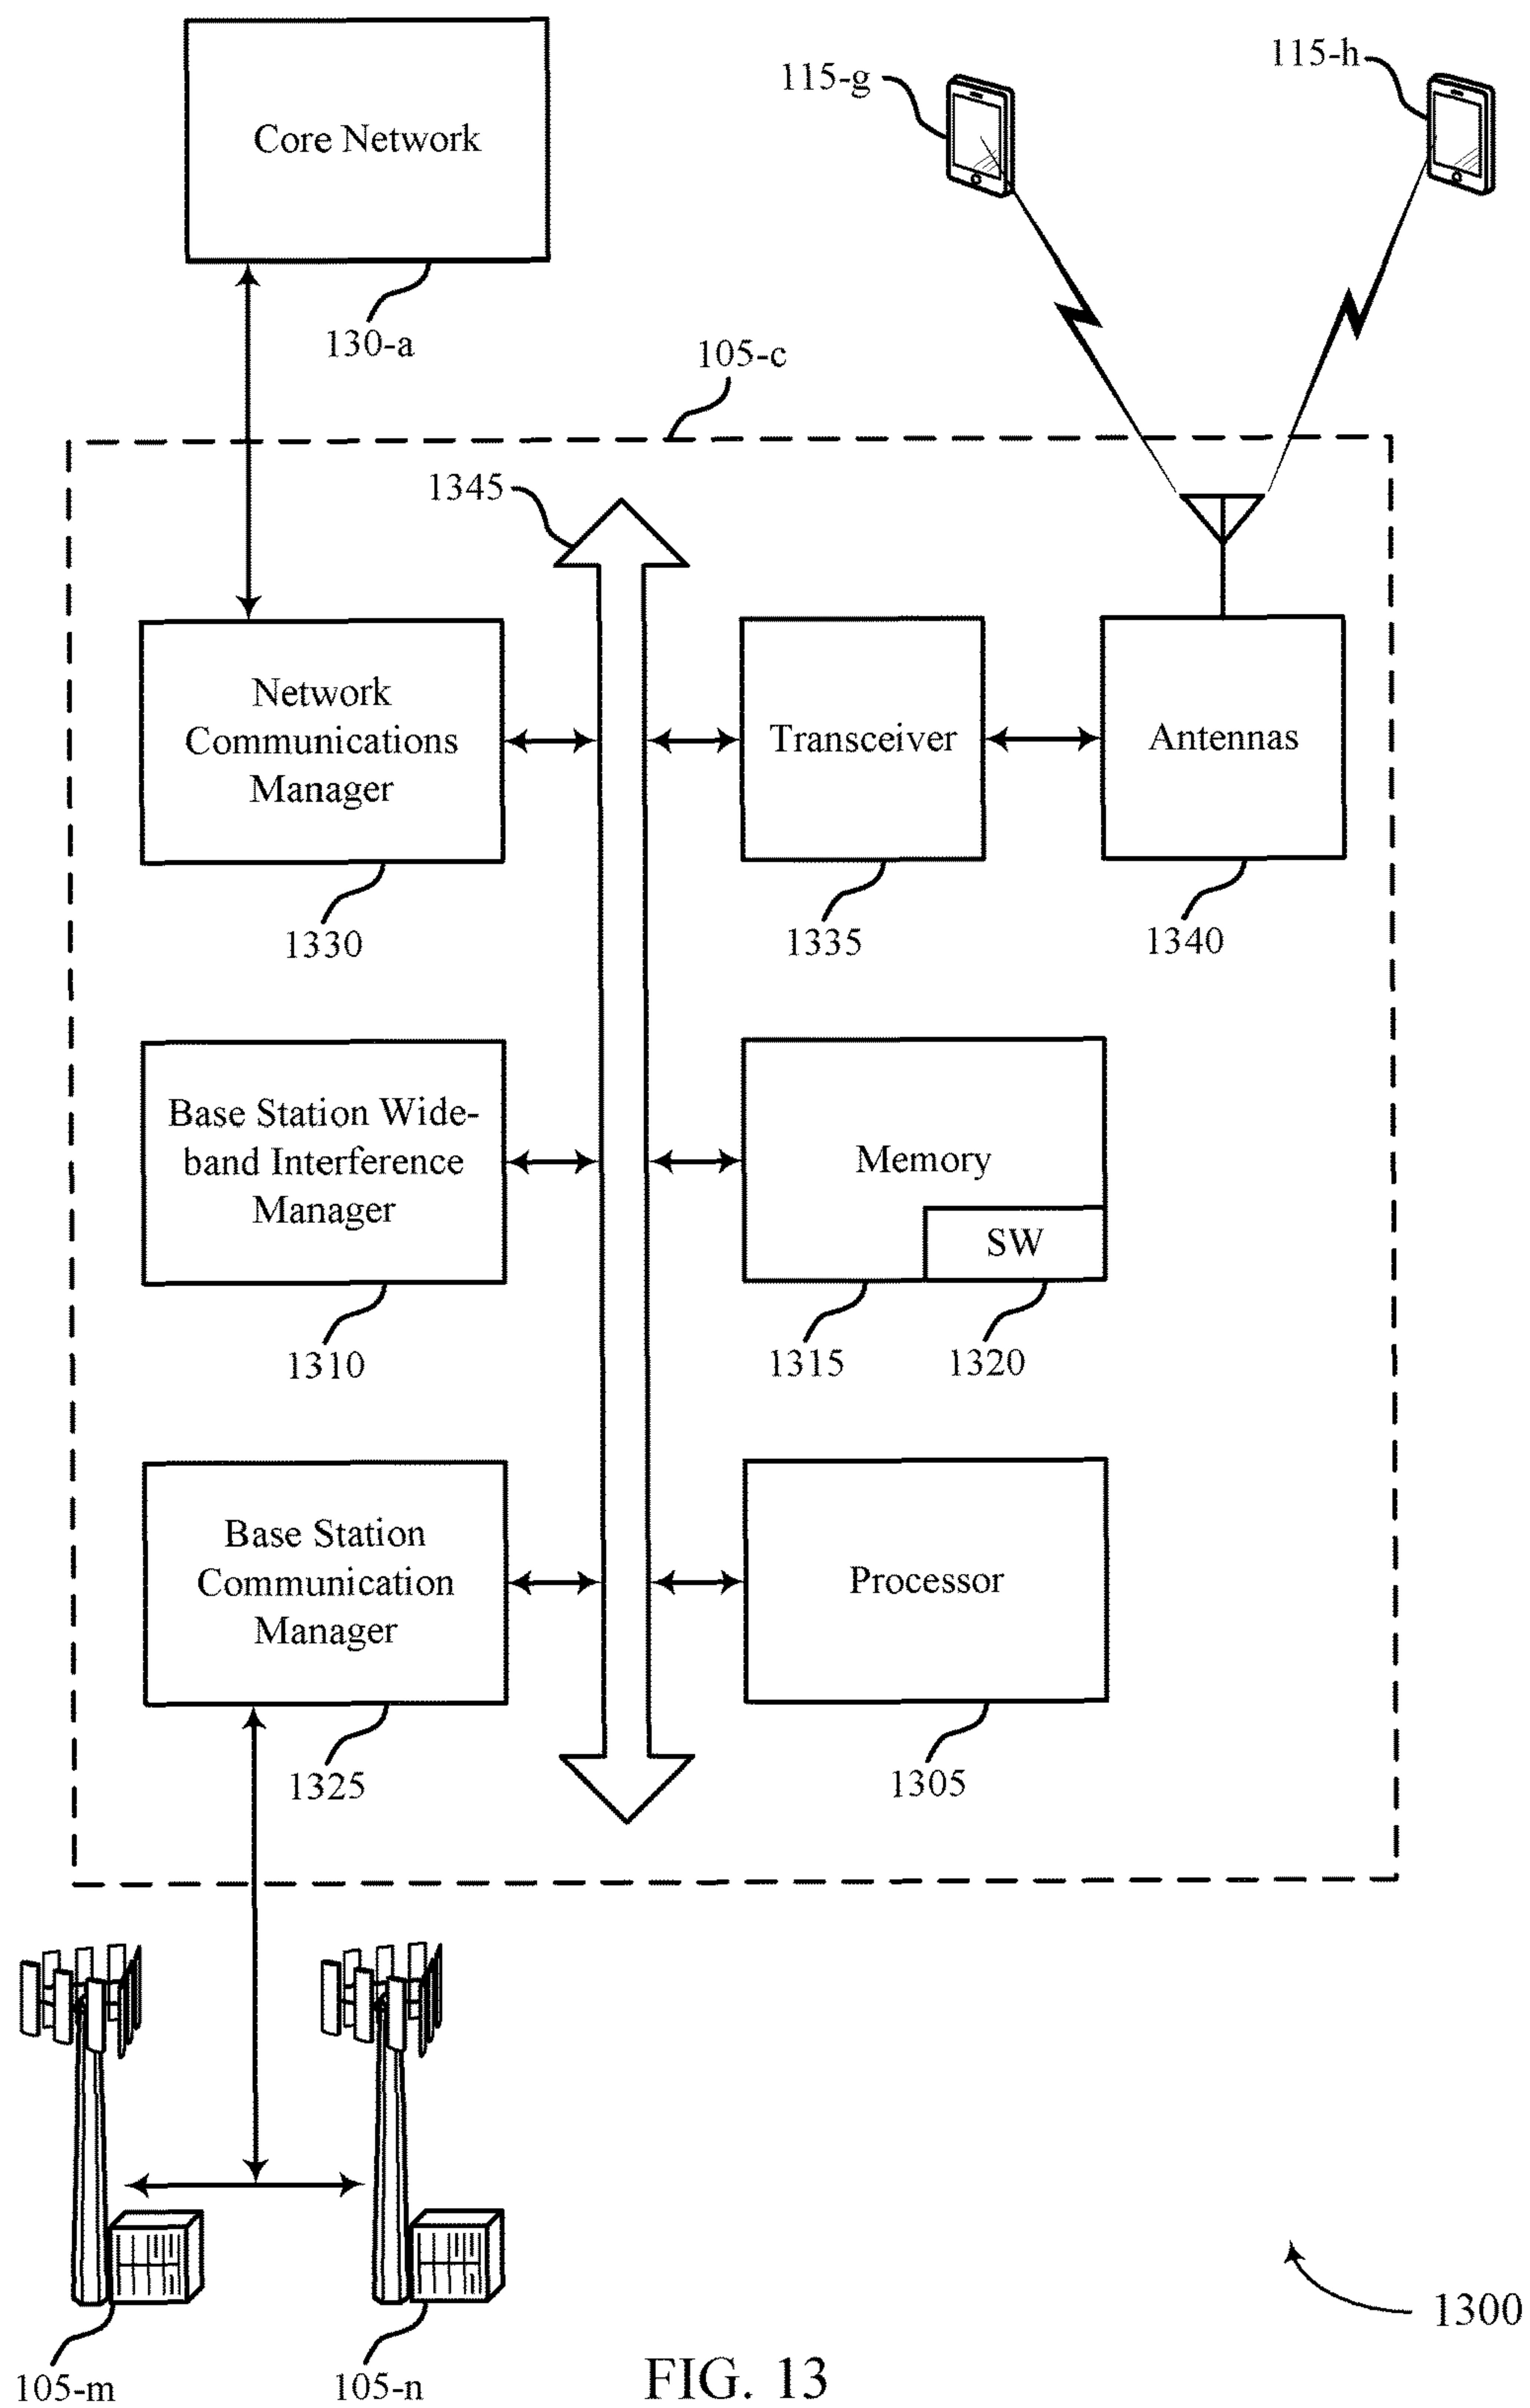 Core Network
115-g
115-h
130-a
105-c
1345
Network
Communications
Manager
Transceiver
Antennas
1330
1335
1340
Base Station Wide-
band Interference
Manager
Memory
SW
1310
1315
1320
Base Station
Communication
Manager
Processor
1325
1305
105-m
105-n
1300
FIG. 13